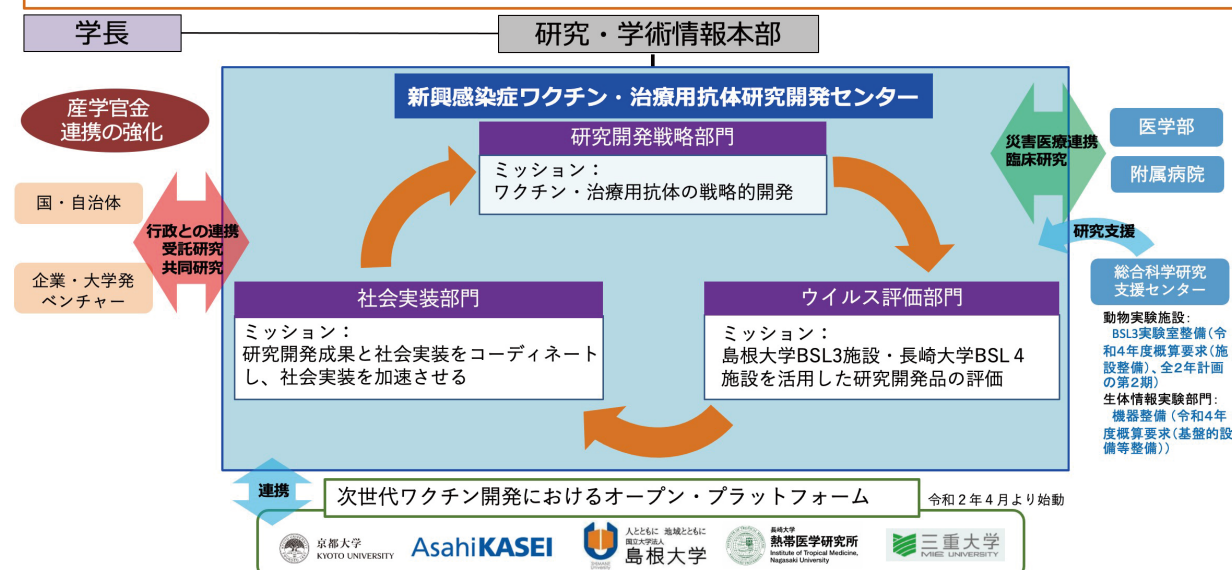 学長
研究・学術情報本部
新興感染症ワクチン・治療用抗体研究開発センター
産学官金
連携の強化
研究開発戦略部門
ミッション：
ワクチン・治療用抗体の戦略的開発
災害医療連携
臨床研究
医学部
附属病院
国・自治体
行政との連携
受託研究
共同研究
企業・大学発
ベンチャー
研究支援
総合科学研究
支援センター
社会実装部門
ミッション：
研究開発成果と社会実装をコーディネート
し、社会実装を加速させる
ウイルス評価部門
ミッション：
島根大学BSL3施設・長崎大学BSL４
施設を活用した研究開発品の評価
動物実験施設：
BSL3実験室整備(令
和4年度概算要求(施
設整備)、全2年計画
の第2期)
生体情報実験部門：
機器整備（令和4年
度概算要求(基盤的設
備等整備))
連携
次世代ワクチン開発におけるオープン・プラットフォーム
令和２年４月より始動
京都大学
KYOTO UNIVERSITY
AsahiKASEI
人とともに 地域とともに
国立大学法人
島根大学
長崎大学
熱帯医学研究所
Institute of Tropical Medicine,
Nagasaki University
三重大学
MIE UNIVERSITY